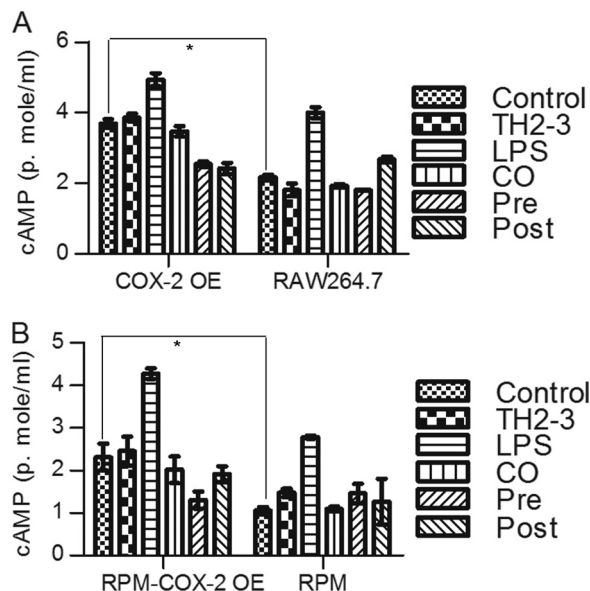 A
cAMP (p. mole/ml)
6
4
2
0
*
COX-2 OE
RAW264.7
Control
TH2-3
LPS
CO
Pre
Post
B
cAMP (p. mole/ml)
5
4
3
2
1
0
*
RPM-COX-2 OE
RPM
Control
TH2-3
LPS
CO
Pre
Post